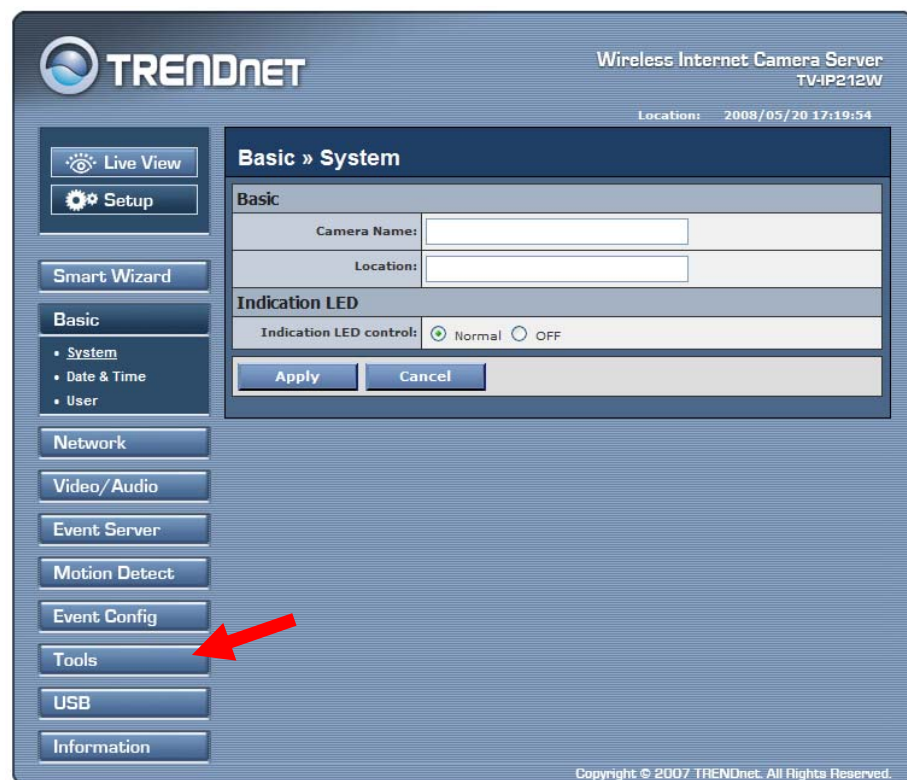 TRENDNET
Wireless Internet Camera Server
TV-IP212W
Location: 2008/05/20 17:19:54
Live View
Setup
Smart Wizard
Basic
• System
• Date & Time
• User
Network
Video/Audio
Event Server
Motion Detect
Event Config
Tools
USB
Information
Basic » System
Basic
Camera Name:
Location:
Indication LED
Indication LED control: Normal OFF
Apply Cancel
Copyright © 2007 TRENDnet. All Rights Reserved.